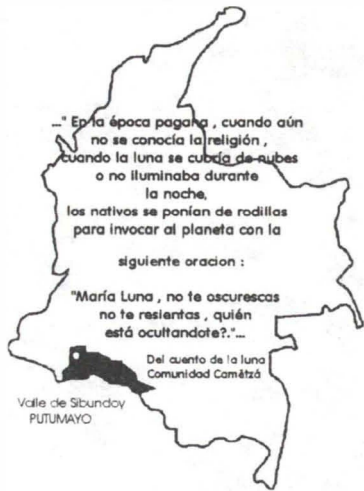 ..." En la época pagana , cuando aún
no se conocía la religión ,
cuando la luna se cubría de nubes
o no iluminaba durante
la noche,
los nativos se ponían de rodillas
para invocar al planeta con la
siguiente oracion :
"María Luna , no te oscurescas
no te resientas , quién
está ocultandote?."...
Del cuento de la luna
Comunidad Camëtzá
Valle de Sibundoy
PUTUMAYO